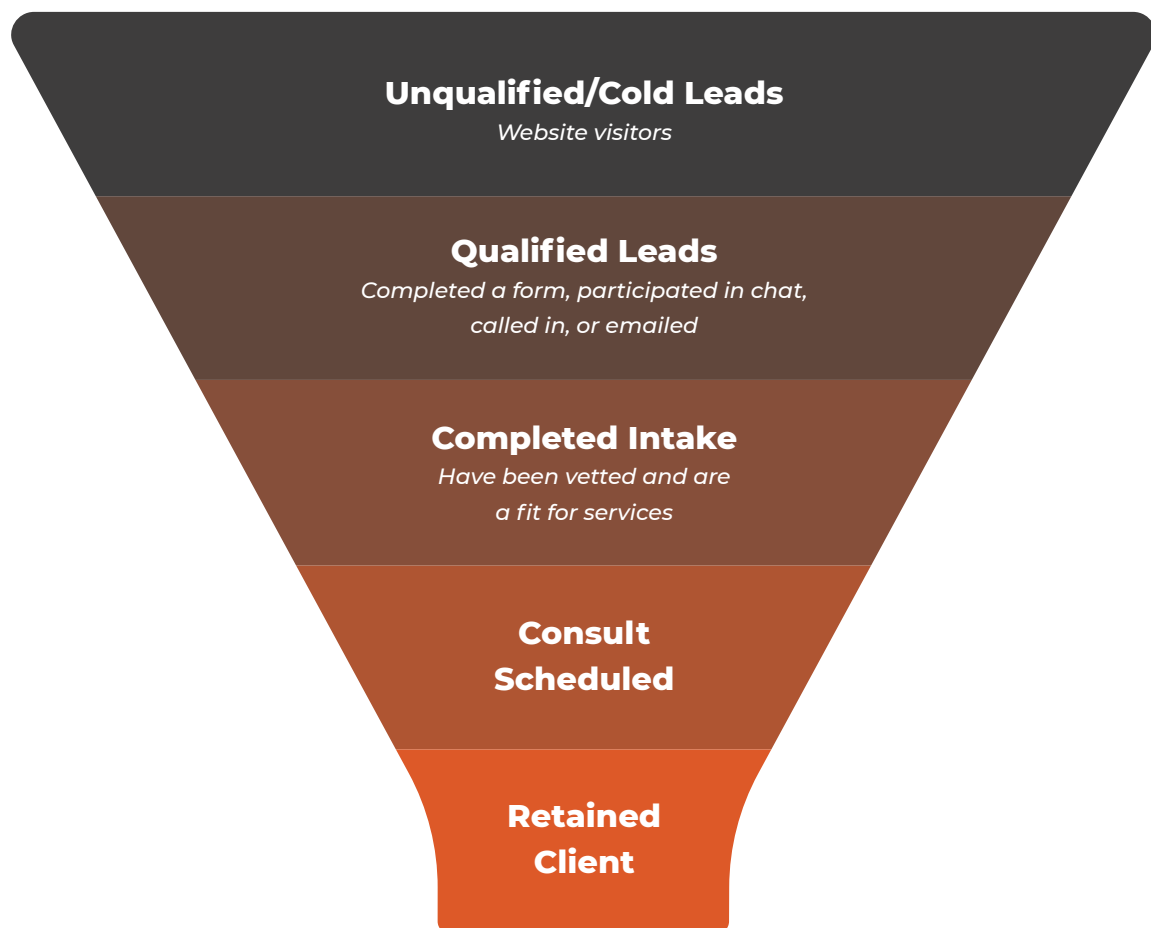 Unqualified/Cold Leads
Website visitors
Qualified Leads
Completed a form, participated in chat,
called in, or emailed
Completed Intake
Have been vetted and are
a fit for services
Consult
Scheduled
Retained
Client